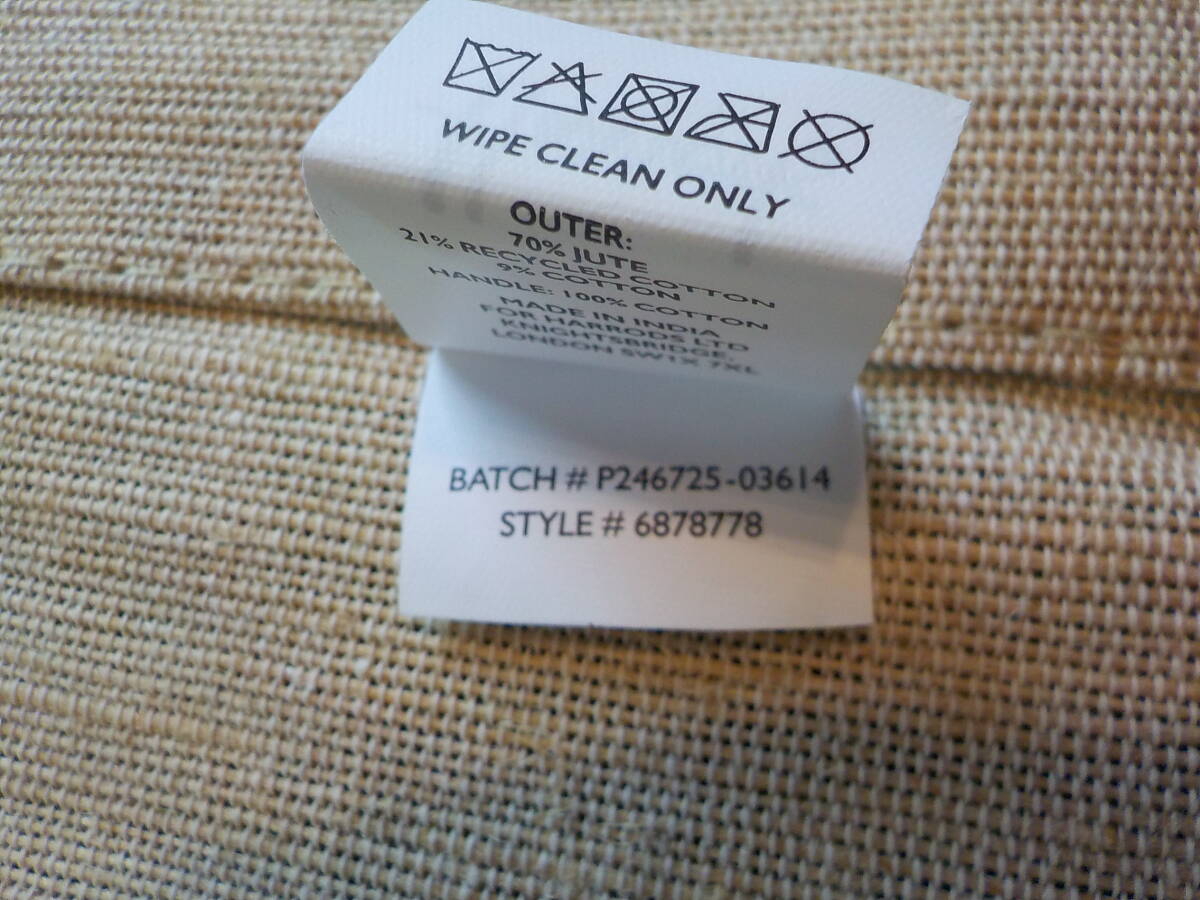 WIPE CLEAN ONLY
OUTER:
70% JUTE
21% RECYCLED COTTON
9% COTTON
HANDLE: 100% COTTON
MADE IN INDIA
FOR HARRODS LTD
KNIGHTSBRIDGE,
LONDON SW1X 7XL
BATCH # P246725-03614
STYLE # 6878778